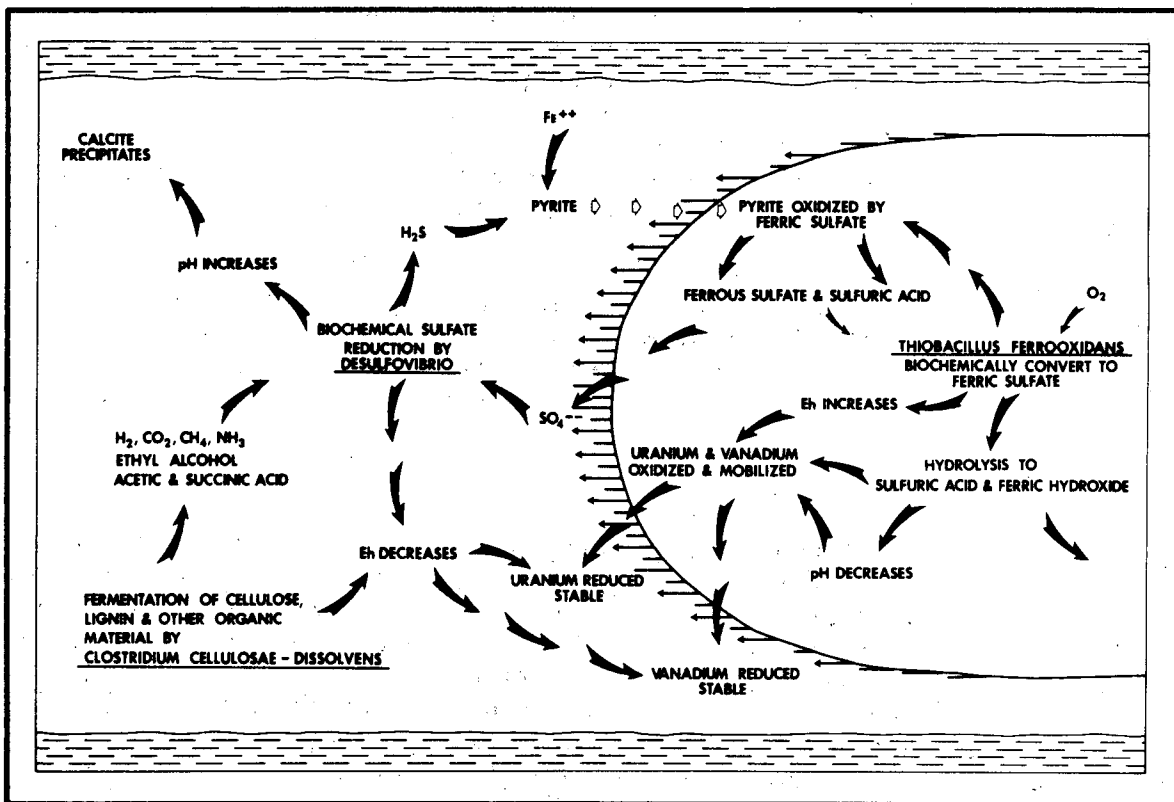 Fe++
CALCITE
PRECIPITATES
PYRITE
PYRITE OXIDIZED BY
FERRIC SULFATE
H2S
pH INCREASES
FERROUS SULFATE & SULFURIC ACID
O2
BIOCHEMICAL SULFATE
REDUCTION BY
DESULFOVIBRIO
THIOBACILLUS FERROOXIDANS
BIOCHEMICALLY CONVERT TO
FERRIC SULFATE
Eh INCREASES
SO4--
H2, CO2, CH4, NH3
ETHYL ALCOHOL
ACETIC & SUCCINIC ACID
URANIUM & VANADIUM
OXIDIZED & MOBILIZED
HYDROLYSIS TO
SULFURIC ACID & FERRIC HYDROXIDE
Eh DECREASES
pH DECREASES
URANIUM REDUCED
STABLE
FERMENTATION OF CELLULOSE,
LIGNIN & OTHER ORGANIC
MATERIAL BY
CLOSTRIDIUM CELLULOSAE - DISSOLVENS
VANADIUM REDUCED
STABLE